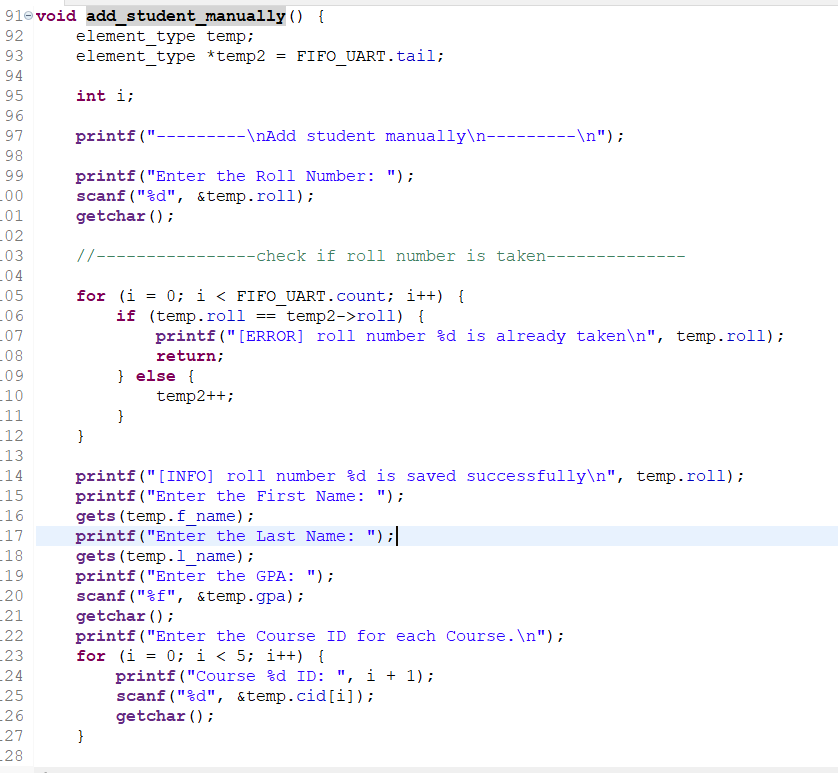 91 void add_student_manually() {
92     element_type temp;
93     element_type *temp2 = FIFO_UART.tail;
94
95     int i;
96
97     printf("---------\nAdd student manually\n---------\n");
98
99     printf("Enter the Roll Number: ");
00     scanf("%d", &temp.roll);
01     getchar();
02
03     //----------------check if roll number is taken--------------
04
05     for (i = 0; i < FIFO_UART.count; i++) {
06         if (temp.roll == temp2->roll) {
07             printf("[ERROR] roll number %d is already taken\n", temp.roll);
08             return;
09         } else {
10             temp2++;
11         }
12     }
13
14     printf("[INFO] roll number %d is saved successfully\n", temp.roll);
15     printf("Enter the First Name: ");
16     gets(temp.f_name);
17     printf("Enter the Last Name: ");
18     gets(temp.l_name);
19     printf("Enter the GPA: ");
20     scanf("%f", &temp.gpa);
21     getchar();
22     printf("Enter the Course ID for each Course.\n");
23     for (i = 0; i < 5; i++) {
24         printf("Course %d ID: ", i + 1);
25         scanf("%d", &temp.cid[i]);
26         getchar();
27     }
28